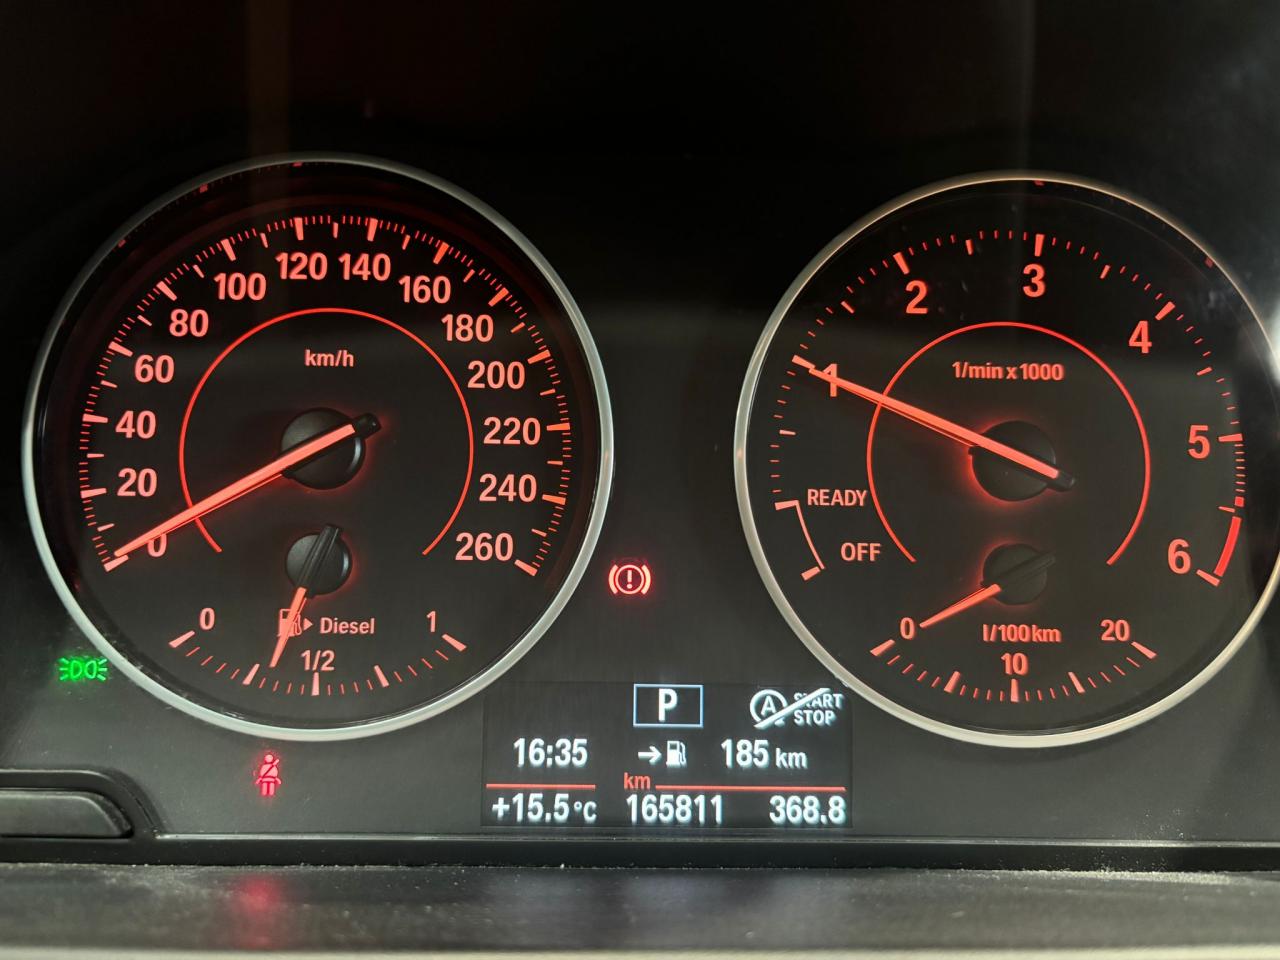 0
20
40
60
80
100
120
140
160
180
200
220
240
260
km/h
0
1/2
1
Diesel
OFF
READY
1
2
3
4
5
6
1/min x 1000
0
10
20
l/100km
P
A START
STOP
16:35
185 km
km
+15.5°C 165811 368.8